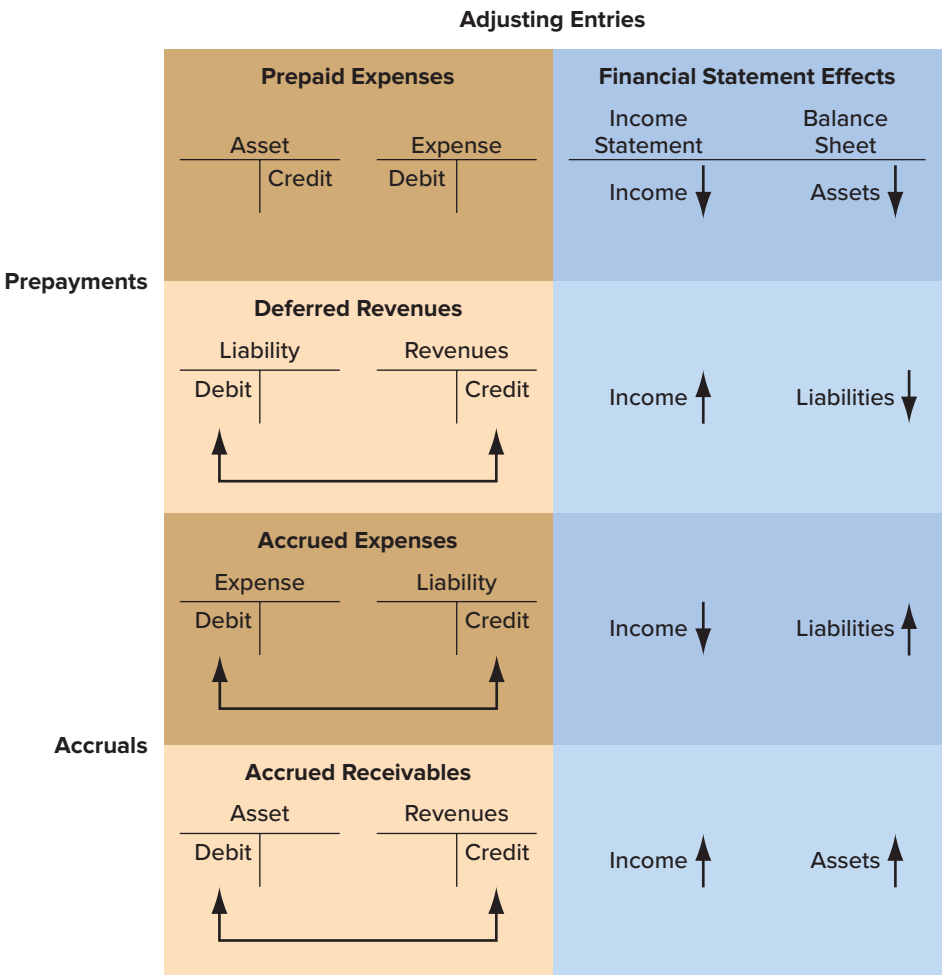 Adjusting Entries
Prepaid Expenses
Financial Statement Effects
Income
Statement
Balance
Sheet
Asset
Expense
Credit
Debit
Income
Assets
Prepayments
Deferred Revenues
Liability
Revenues
Debit
Credit
Income
Liabilities
Accrued Expenses
Expense
Liability
Debit
Credit
Income
Liabilities
Accruals
Accrued Receivables
Asset
Revenues
Debit
Credit
Income
Assets